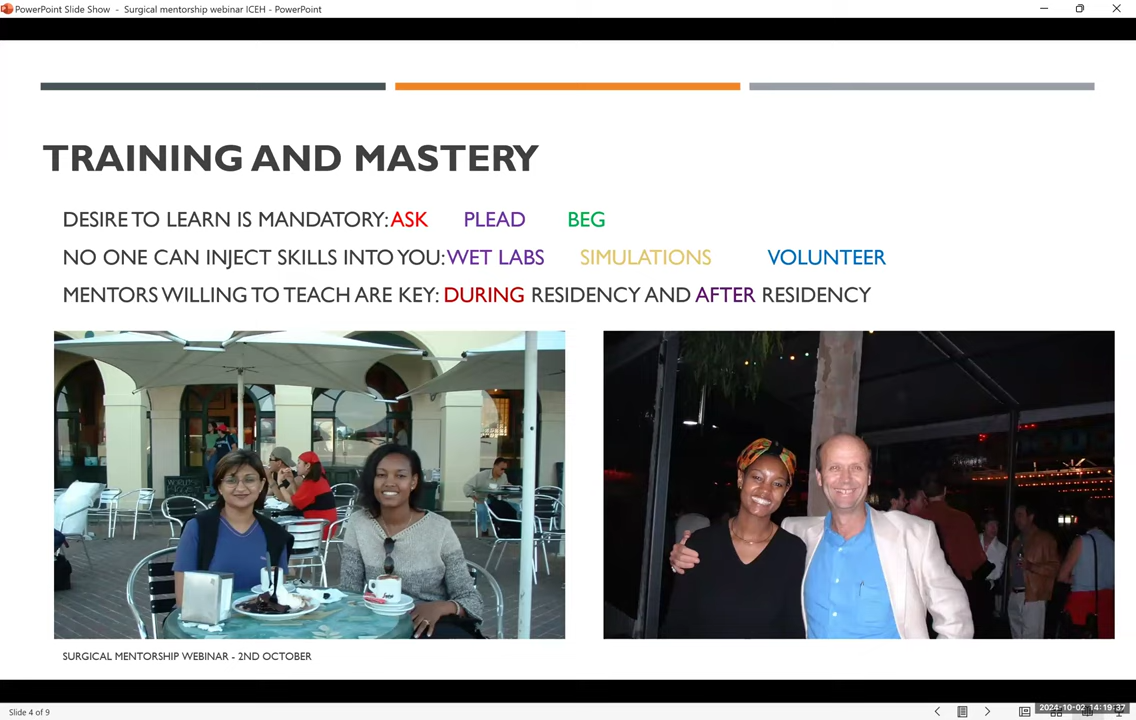 PowerPoint Slide Show - Surgical mentorship webinar ICEH - PowerPoint
TRAINING AND MASTERY
DESIRE TO LEARN IS MANDATORY: ASK PLEAD BEG
NO ONE CAN INJECT SKILLS INTO YOU: WET LABS SIMULATIONS VOLUNTEER
MENTORS WILLING TO TEACH ARE KEY: DURING RESIDENCY AND AFTER RESIDENCY
SURGICAL MENTORSHIP WEBINAR - 2ND OCTOBER
Slide 4 of 9
2024-10-02 14:19:37